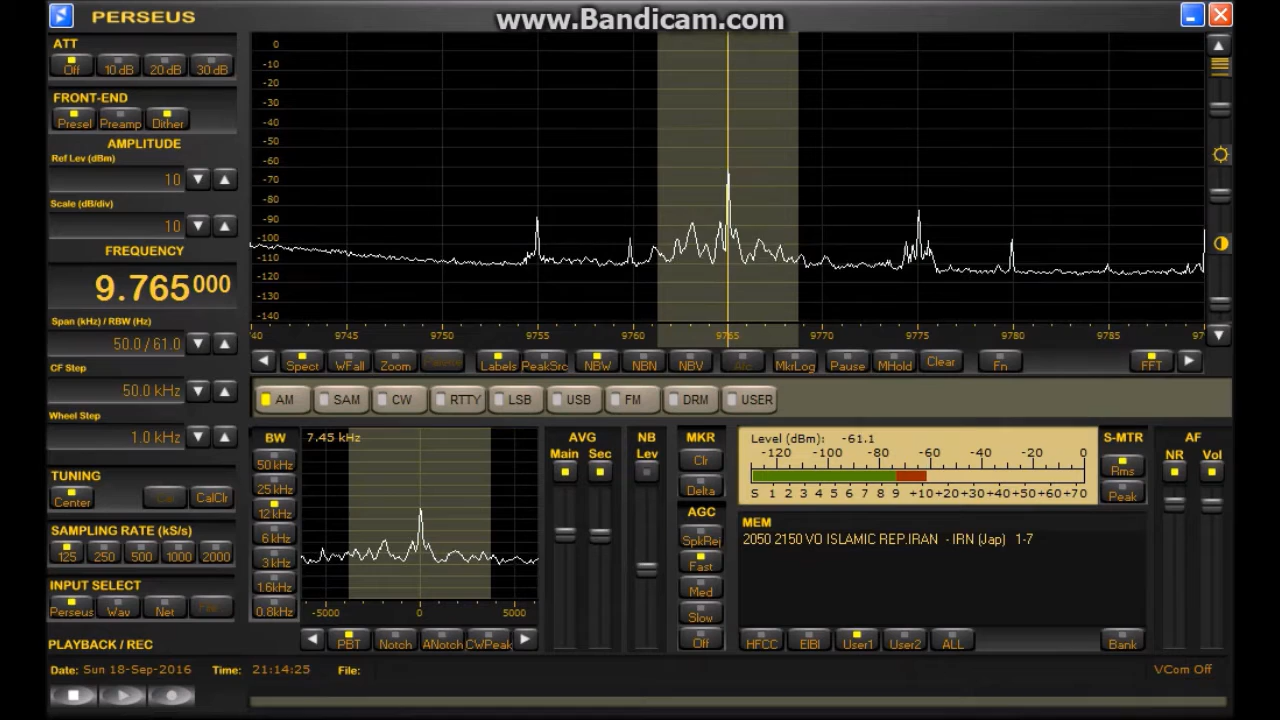 PERSEUS
www.Bandicam.com
ATT
Off 10 dB 20 dB 30 dB
FRONT-END
Presel Preamp Dither
AMPLITUDE
Ref Lev (dBm)
10
Scale (dB/div)
10
FREQUENCY
9.765000
Span (kHz) / RBW (Hz)
50.0 / 61.0
CF Step
50.0 kHz
Wheel Step
1.0 kHz
TUNING
Center CalClr
SAMPLING RATE (kS/s)
125 250 500 1000 2000
INPUT SELECT
Perseus Wav Net
PLAYBACK / REC
0
-10
-20
-30
-40
-50
-60
-70
-80
-90
-100
-110
-120
-130
-140
40 9745 9750 9755 9760 9765 9770 9775 9780 9785 97
Spect WFall Zoom Labels PeakSrc NBW NBN NBV MkrLog Pause MHold Clear Fn FFT
AM SAM CW RTTY LSB USB FM DRM USER
BW
50 kHz
25 kHz
12 kHz
6 kHz
3 kHz
1.6kHz
0.8kHz
7.45 kHz
-5000 0 5000
PBT Notch ANotch CWPeak
AVG
Main Sec
NB
Lev
MKR
Clr
Delta
AGC
SpkRej
Fast
Med
Slow
Off
Level (dBm): -61.1
-120 -100 -80 -60 -40 -20 0
S 1 2 3 4 5 6 7 8 9 +10 +20 +30 +40 +50 +60 +70
S-MTR
Rms
Peak
AF
NR Vol
MEM
2050 2150 VO ISLAMIC REP.IRAN - IRN (Jap) 1-7
HFCC EIBI User1 User2 ALL Bank
Date: Sun 18-Sep-2016 Time: 21:14:25 File:
VCom Off